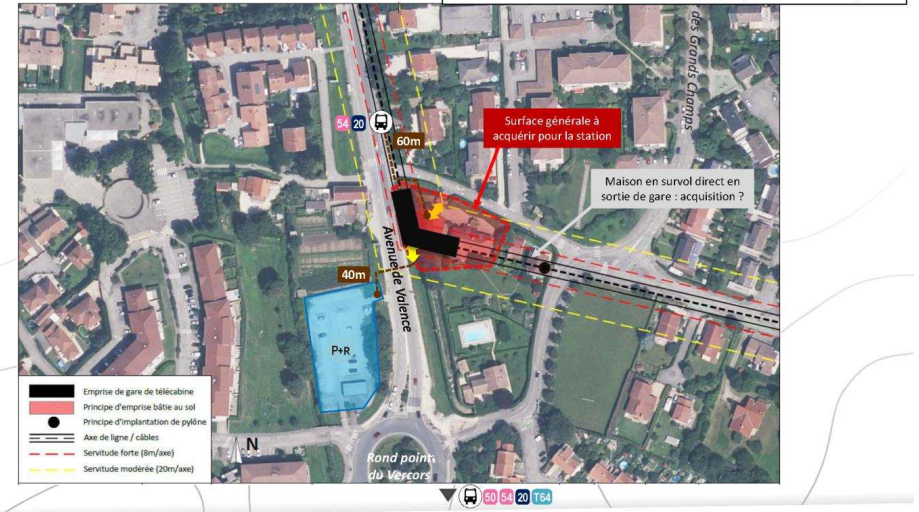 des Grands Champs
54 20
60m
Surface générale à
acquérir pour la station
Maison en survol direct en
sortie de gare : acquisition ?
Avenue de Valence
40m
P+R
Emprise de gare de télécabine
Principe d'emprise bâtie au sol
Principe d'implantation de pylône
Axe de ligne / câbles
Servitude forte (8m/axe)
Servitude modérée (20m/axe)
N
Rond point
du Vercors
50 54 20 T64